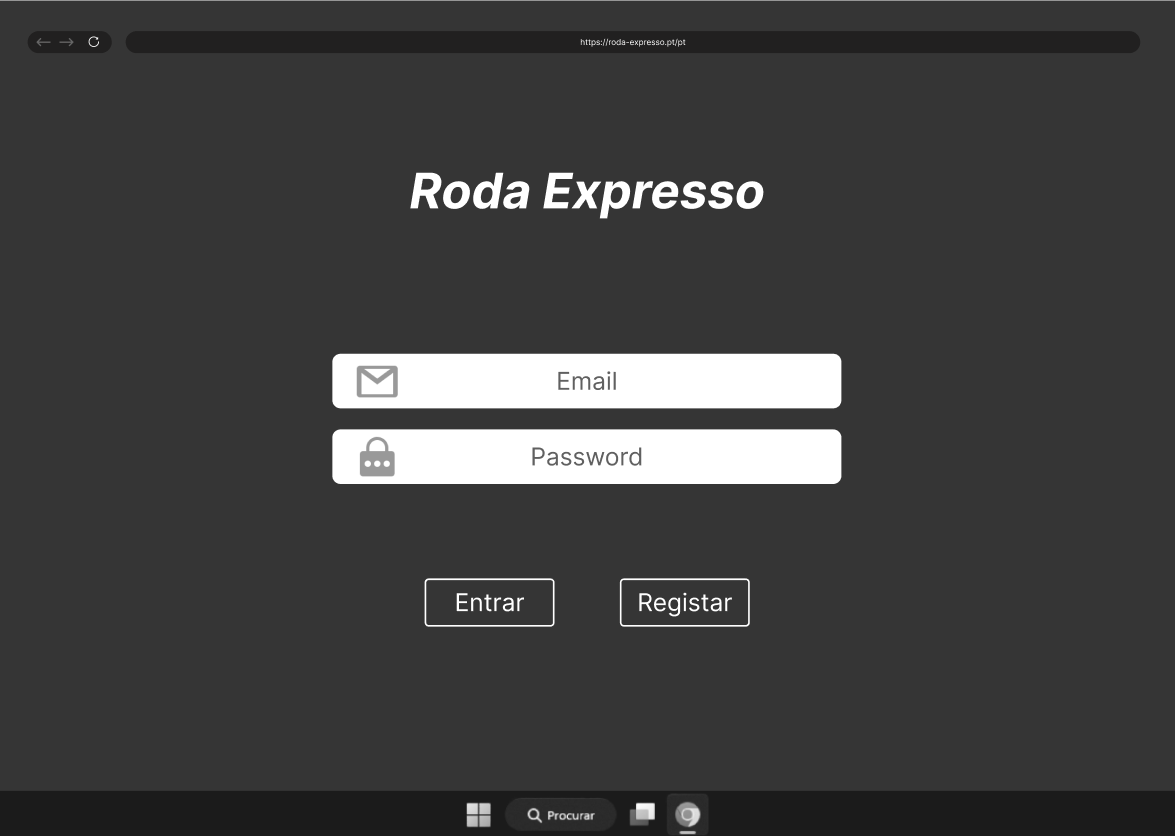 https://roda-expresso.pt/pt
Roda Expresso
Email
Password
Entrar
Registar
Procurar